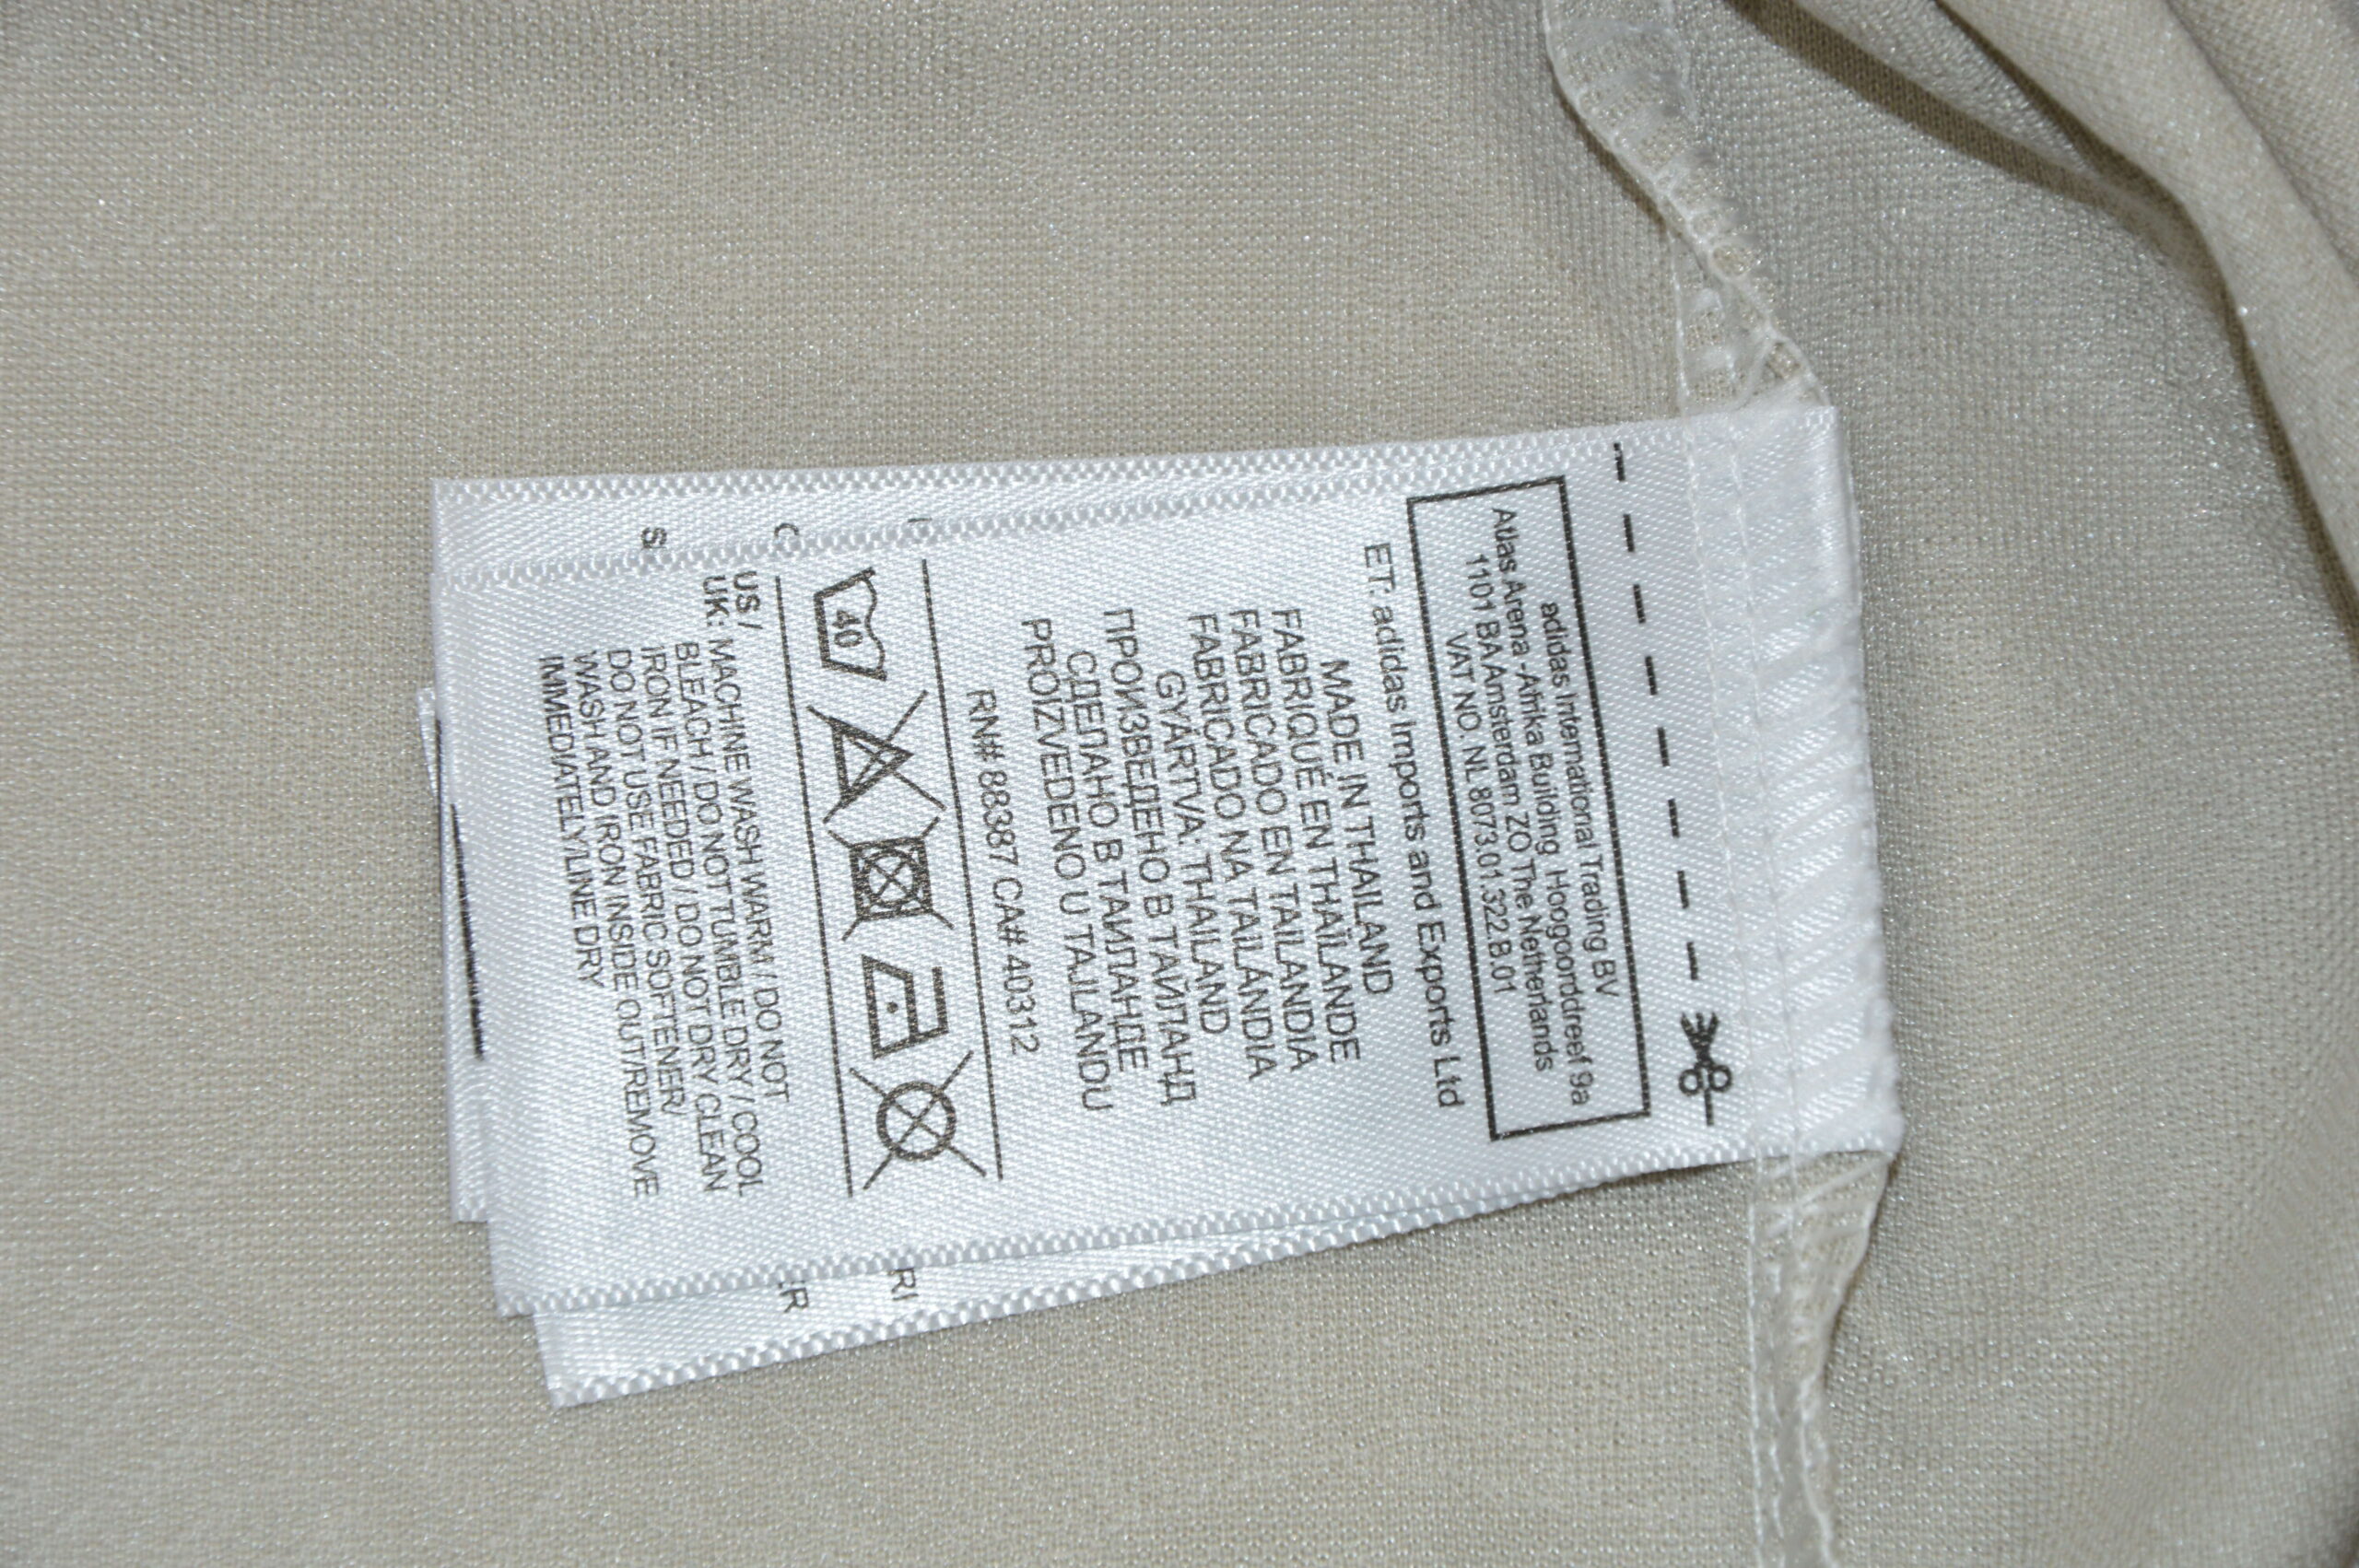 adidas International Trading BV
Atlas Arena -Afrika Building Hoogoorddreef 9a
1101 BA Amsterdam ZO The Netherlands
VAT NO. NL 8073.01.322.B.01
ET: adidas Imports and Exports Ltd
MADE IN THAILAND
FABRIQUÉ EN THAÏLANDE
FABRICADO EN TAILANDIA
FABRICADO NA TAILÂNDIA
GYÁRTVA: THAILAND
ПРОИЗВЕДЕНО В ТАЙЛАНД
СДЕЛАНО В ТАИЛАНДЕ
PROIZVEDENO U TAJLANDU
RN# 88387 CA# 40312
40
US /
UK: MACHINE WASH WARM / DO NOT
BLEACH / DO NOT TUMBLE DRY / COOL
IRON IF NEEDED / DO NOT DRY CLEAN
DO NOT USE FABRIC SOFTENER/
WASH AND IRON INSIDE OUT/REMOVE
IMMEDIATELY/LINE DRY
RI